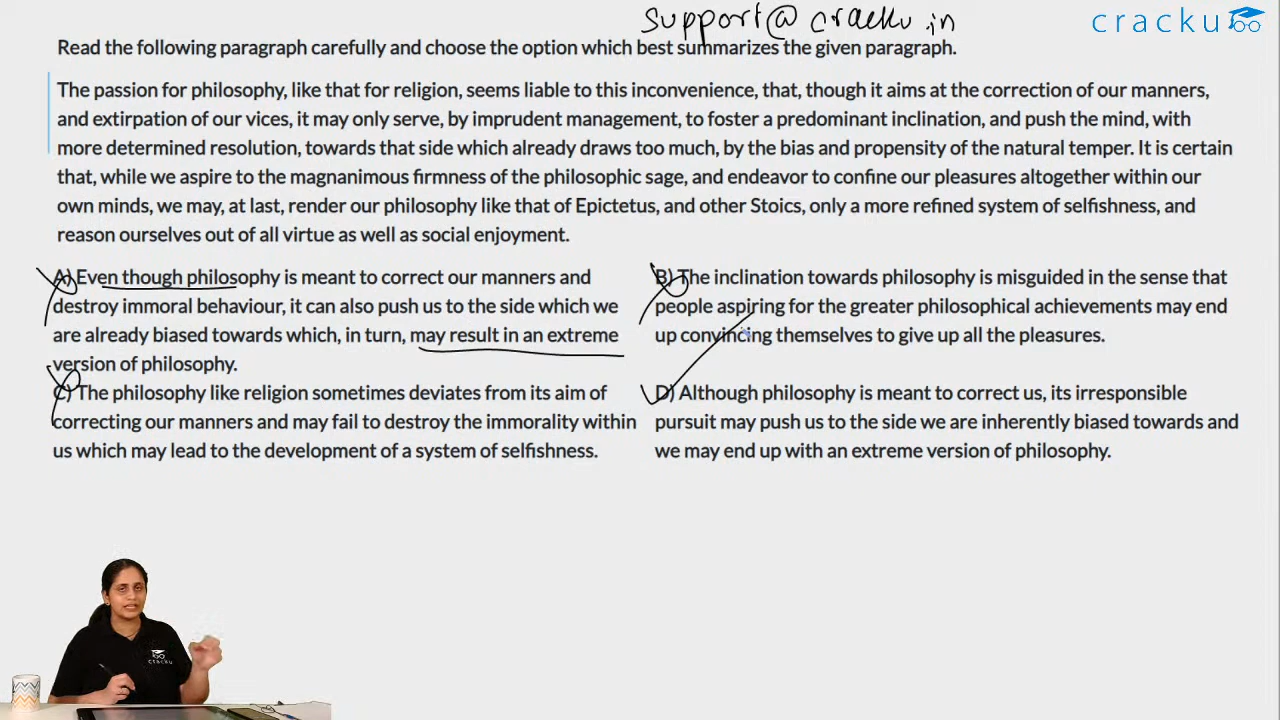 support@ cracku.in
cracku
Read the following paragraph carefully and choose the option which best summarizes the given paragraph.
The passion for philosophy, like that for religion, seems liable to this inconvenience, that, though it aims at the correction of our manners,
and extirpation of our vices, it may only serve, by imprudent management, to foster a predominant inclination, and push the mind, with
more determined resolution, towards that side which already draws too much, by the bias and propensity of the natural temper. It is certain
that, while we aspire to the magnanimous firmness of the philosophic sage, and endeavor to confine our pleasures altogether within our
own minds, we may, at last, render our philosophy like that of Epictetus, and other Stoics, only a more refined system of selfishness, and
reason ourselves out of all virtue as well as social enjoyment.
A) Even though philosophy is meant to correct our manners and
destroy immoral behaviour, it can also push us to the side which we
are already biased towards which, in turn, may result in an extreme
version of philosophy.
B) The inclination towards philosophy is misguided in the sense that
people aspiring for the greater philosophical achievements may end
up convincing themselves to give up all the pleasures.
C) The philosophy like religion sometimes deviates from its aim of
correcting our manners and may fail to destroy the immorality within
us which may lead to the development of a system of selfishness.
D) Although philosophy is meant to correct us, its irresponsible
pursuit may push us to the side we are inherently biased towards and
we may end up with an extreme version of philosophy.
cracku